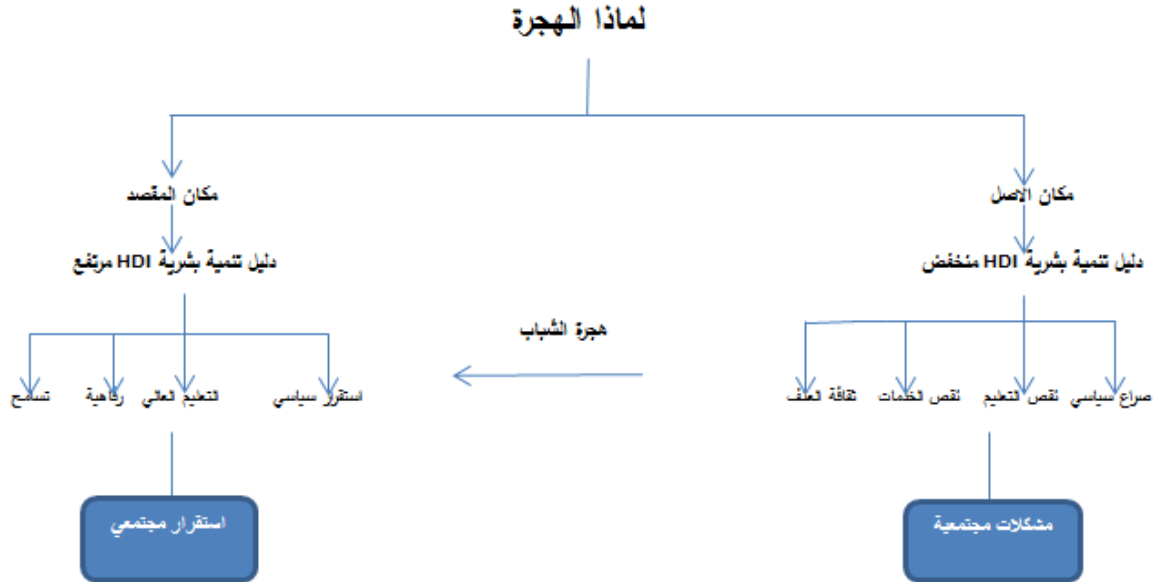 لماذا الهجرة
مكان الاصل
مكان المقصد
دليل تنمية بشرية HDI منخفض
دليل تنمية بشرية HDI مرتفع
هجرة الشباب
صراع سياسي
نقص التعليم
نقص الخدمات
ثقافة العنف
استقرار سياسي
التعليم العالي
رفاهية
تسامح
مشكلات مجتمعية
استقرار مجتمعي